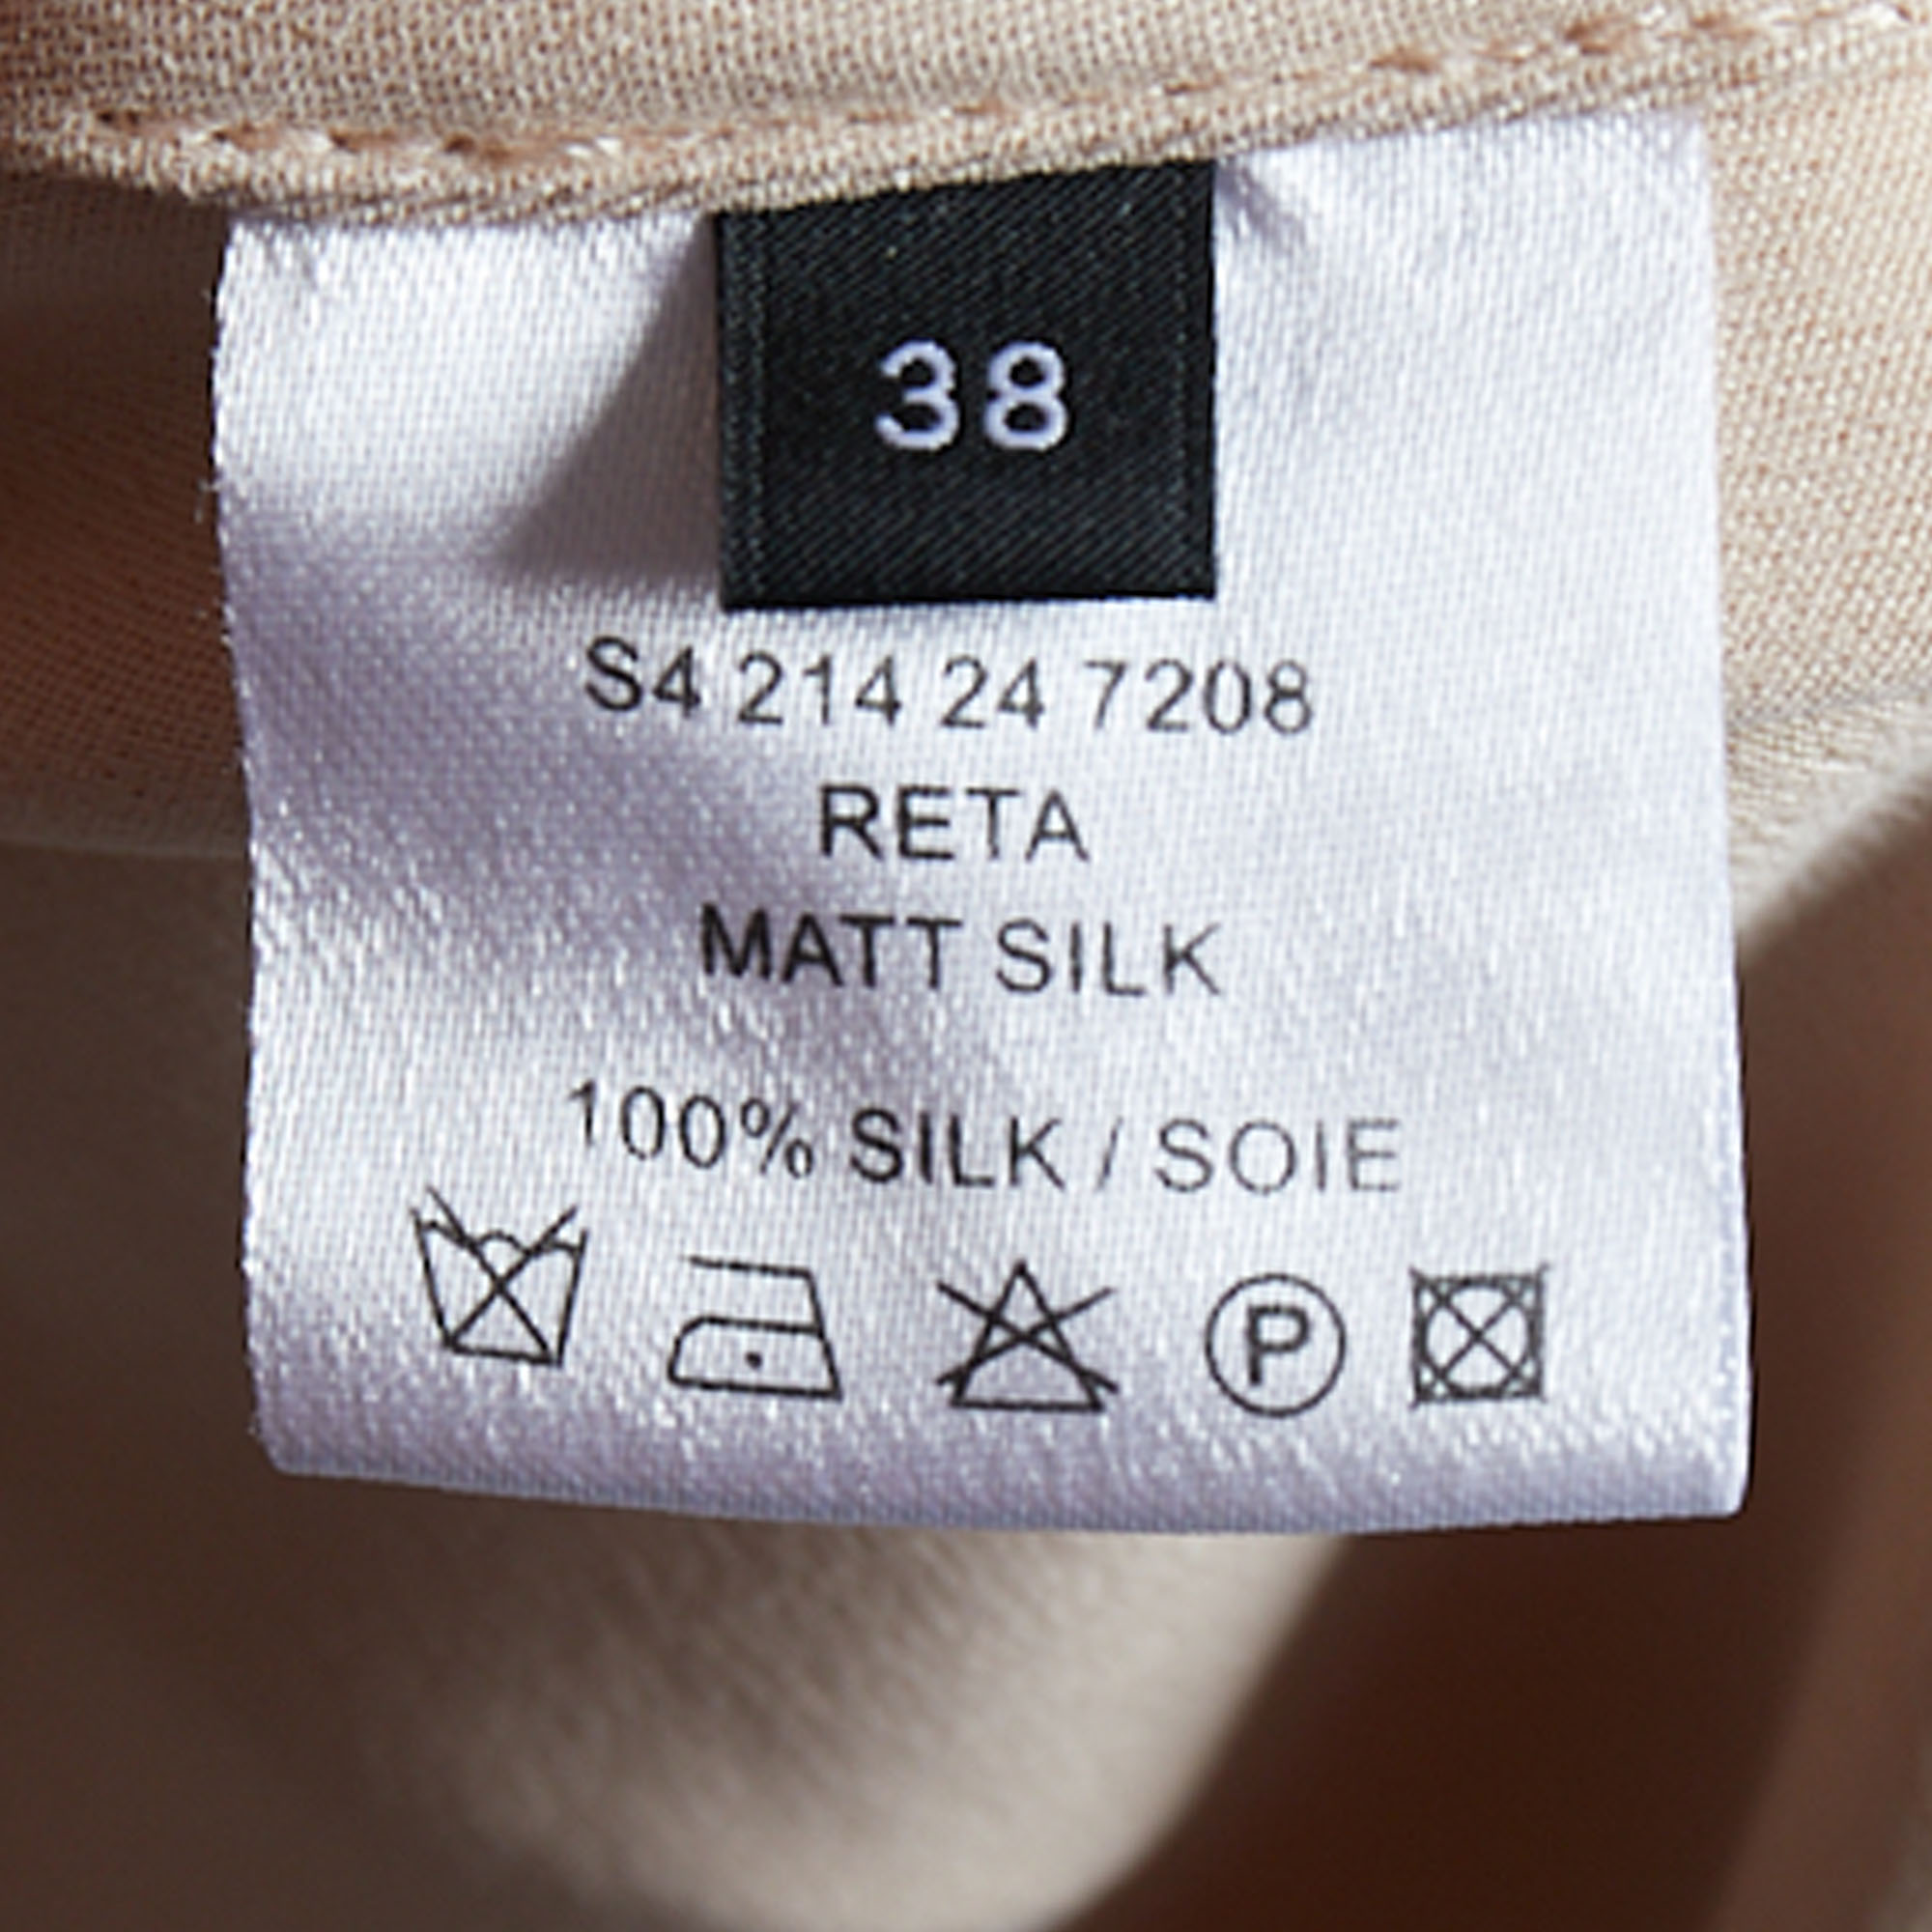 38
S4 214 24 7208
RETA
MATT SILK
100% SILK / SOIE
P